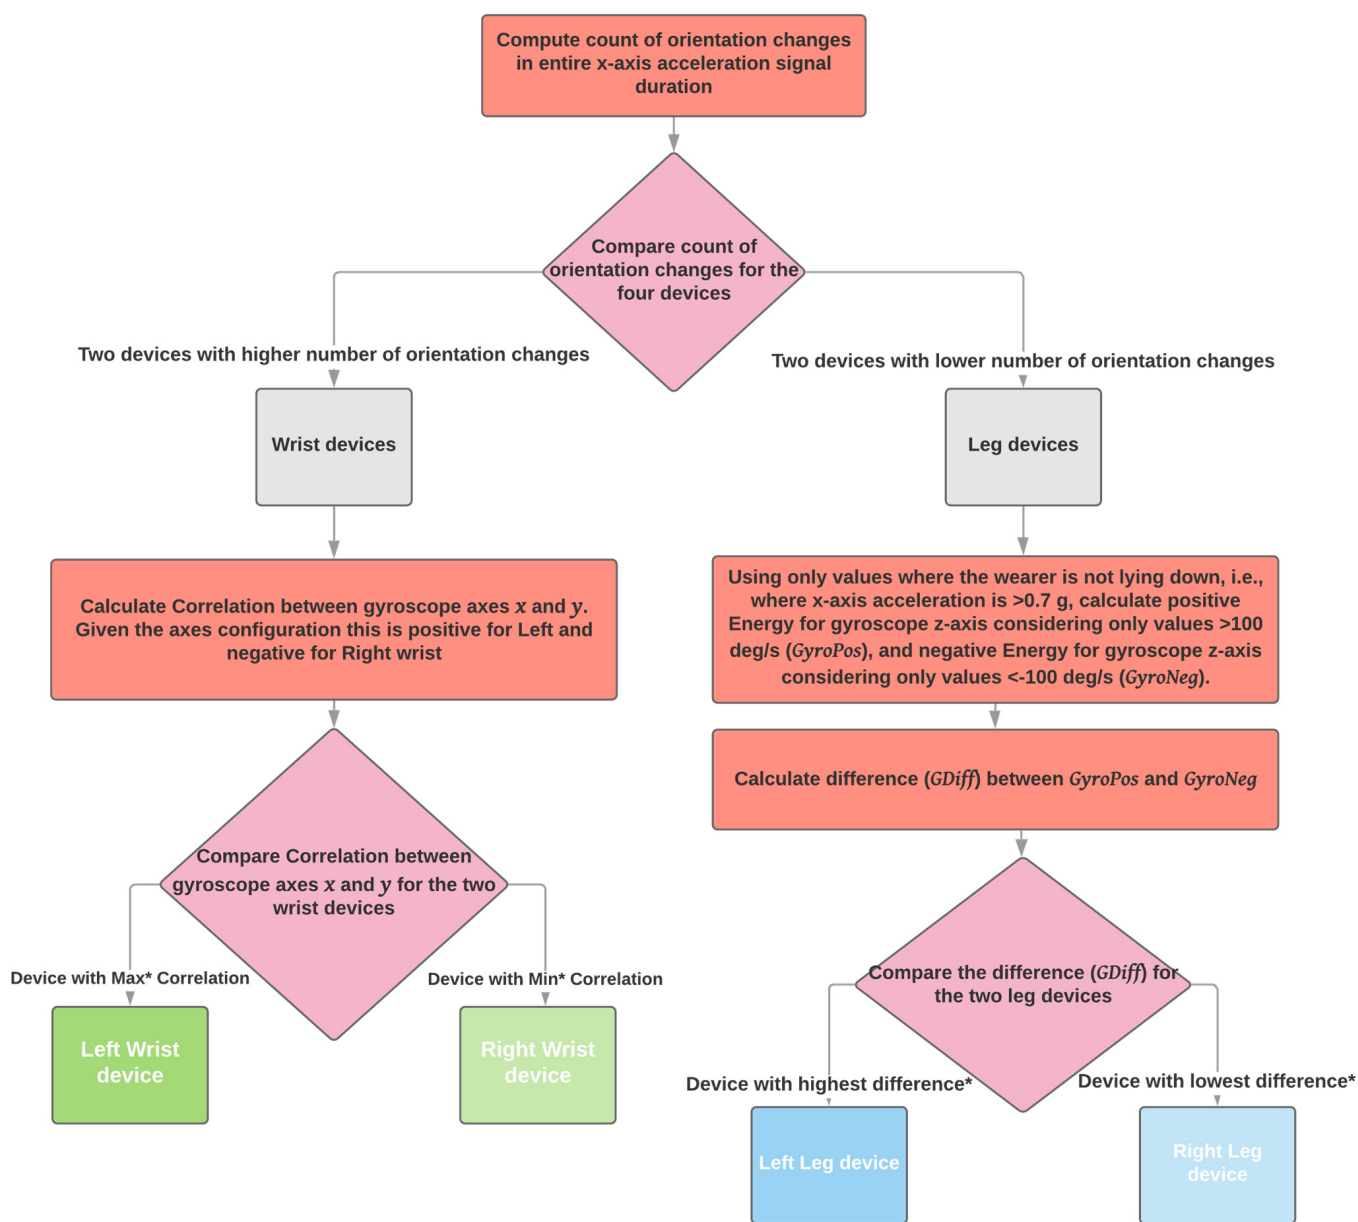 Compute count of orientation changes
in entire x-axis acceleration signal
duration
Compare count of
orientation changes for the
four devices
Two devices with higher number of orientation changes
Two devices with lower number of orientation changes
Wrist devices
Leg devices
Calculate Correlation between gyroscope axes x and y.
Given the axes configuration this is positive for Left and
negative for Right wrist
Using only values where the wearer is not lying down, i.e.,
where x-axis acceleration is >0.7 g, calculate positive
Energy for gyroscope z-axis considering only values >100
deg/s (GyroPos), and negative Energy for gyroscope z-axis
considering only values <-100 deg/s (GyroNeg).
Calculate difference (GDiff) between GyroPos and GyroNeg
Compare Correlation between
gyroscope axes x and y for the two
wrist devices
Device with Max* Correlation
Device with Min* Correlation
Left Wrist
device
Right Wrist
device
Compare the difference (GDiff) for
the two leg devices
Device with highest difference*
Device with lowest difference*
Left Leg device
Right Leg
device